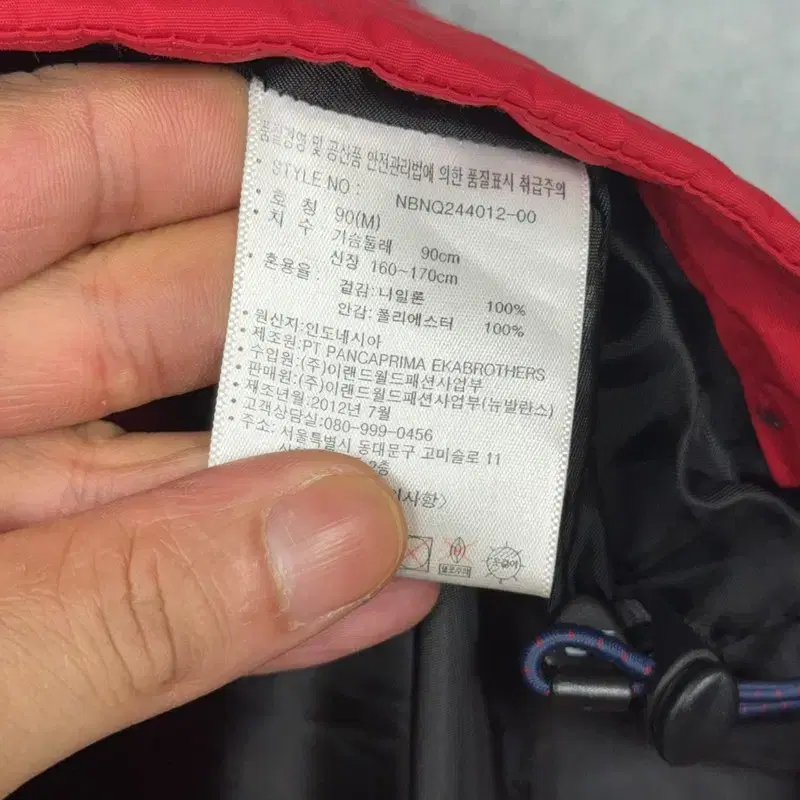 품질경영 및 공산품 안전관리법에 의한 품질표시 취급주의
• STYLE NO : NBNQ244012-00
• 호 칭 90(M)
• 치 수 가슴둘레 90cm
신장 160~170cm
• 혼용율 : 겉감:나일론 100%
안감:폴리에스터 100%
• 원산지:인도네시아
• 제조원:PT PANCAPRIMA EKABROTHERS
• 수입원:(주)이랜드월드패션사업부
• 판매원:(주)이랜드월드패션사업부(뉴발란스)
• 제조년월:2012년 7월
• 고객상담실:080-999-0456
• 주소: 서울특별시 동대문구 고미술로 11
2층
사항>